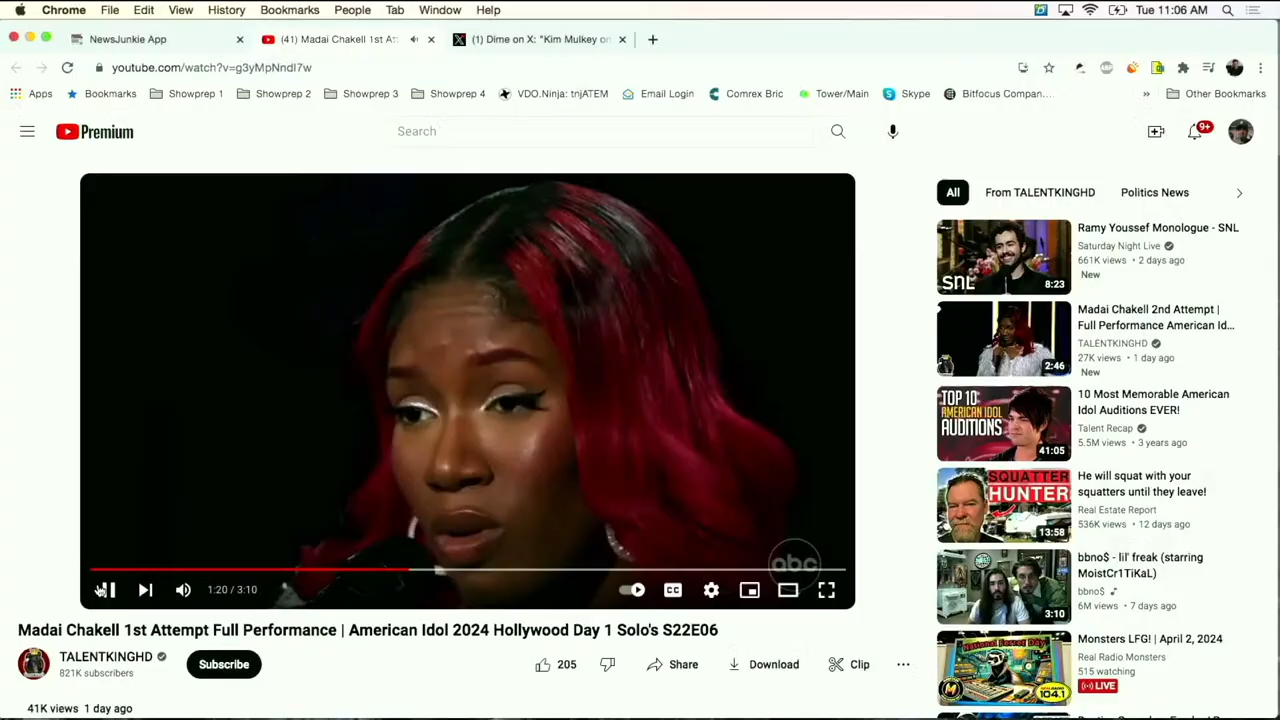 Chrome File Edit View History Bookmarks People Tab Window Help Tue 11:06 AM
NewsJunkie App (41) Madai Chakell 1st At (1) Dime on X: "Kim Mulkey on
youtube.com/watch?v=g3yMpNndI7w
Apps Bookmarks Showprep 1 Showprep 2 Showprep 3 Showprep 4 VDO.Ninja: tnjATEM Email Login Comrex Bric Tower/Main Skype Bitfocus Compan.... » Other Bookmarks
Premium
Search
9+
abc
1:20 / 3:10
CC
Madai Chakell 1st Attempt Full Performance | American Idol 2024 Hollywood Day 1 Solo's S22E06
TALENTKINGHD
821K subscribers
Subscribe
205
Share
Download
Clip
41K views 1 day ago
All From TALENTKINGHD Politics News
SNL
8:23
Ramy Youssef Monologue - SNL
Saturday Night Live
661K views • 2 days ago
New
2:46
Madai Chakell 2nd Attempt |
Full Performance American Id...
TALENTKINGHD
27K views • 1 day ago
New
TOP 10
AMERICAN IDOL
AUDITIONS
41:05
10 Most Memorable American
Idol Auditions EVER!
Talent Recap
5.5M views • 3 years ago
SQUATTER
HUNTER
13:58
He will squat with your
squatters until they leave!
Real Estate Report
536K views • 12 days ago
3:10
bbno$ - lil' freak (starring
MoistCr1TiKaL)
bbno$
6M views • 7 days ago
National Ferret Day
104.1
Monsters LFG! | April 2, 2024
Real Radio Monsters
515 watching
LIVE